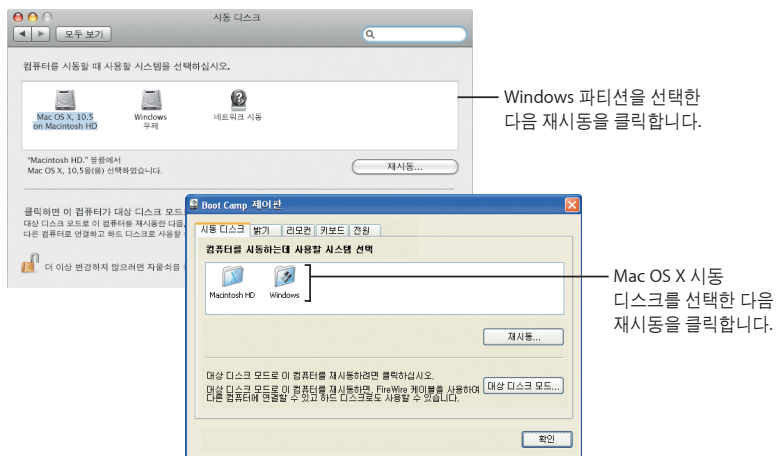 시동 디스크
모두 보기
컴퓨터를 시동할 때 사용할 시스템을 선택하십시오.
Mac OS X, 10.5
on Macintosh HD
Windows
무제
네트워크 시동
"Macintosh HD." 볼륨에서
Mac OS X, 10.5을(를) 선택하였습니다.
재시동...
클릭하면 이 컴퓨터가 대상 디스크 모드
대상 디스크 모드로 이 컴퓨터를 재시동한 다음,
다른 컴퓨터로 연결하고 하드 디스크로 사용할
더 이상 변경하지 않으려면 자물쇠를
Windows 파티션을 선택한
다음 재시동을 클릭합니다.
Boot Camp 제어판
시동 디스크
밝기
리모컨
키보드
전원
컴퓨터를 시동하는데 사용할 시스템 선택
Macintosh HD
Windows
재시동...
대상 디스크 모드로 이 컴퓨터를 재시동하려면 클릭하십시오.
대상 디스크 모드로 이 컴퓨터를 재시동하면, FireWire 케이블을 사용하여
다른 컴퓨터에 연결할 수 있고 하드 디스크로도 사용할 수 있습니다.
대상 디스크 모드...
확인
Mac OS X 시동
디스크를 선택한 다음
재시동을 클릭합니다.